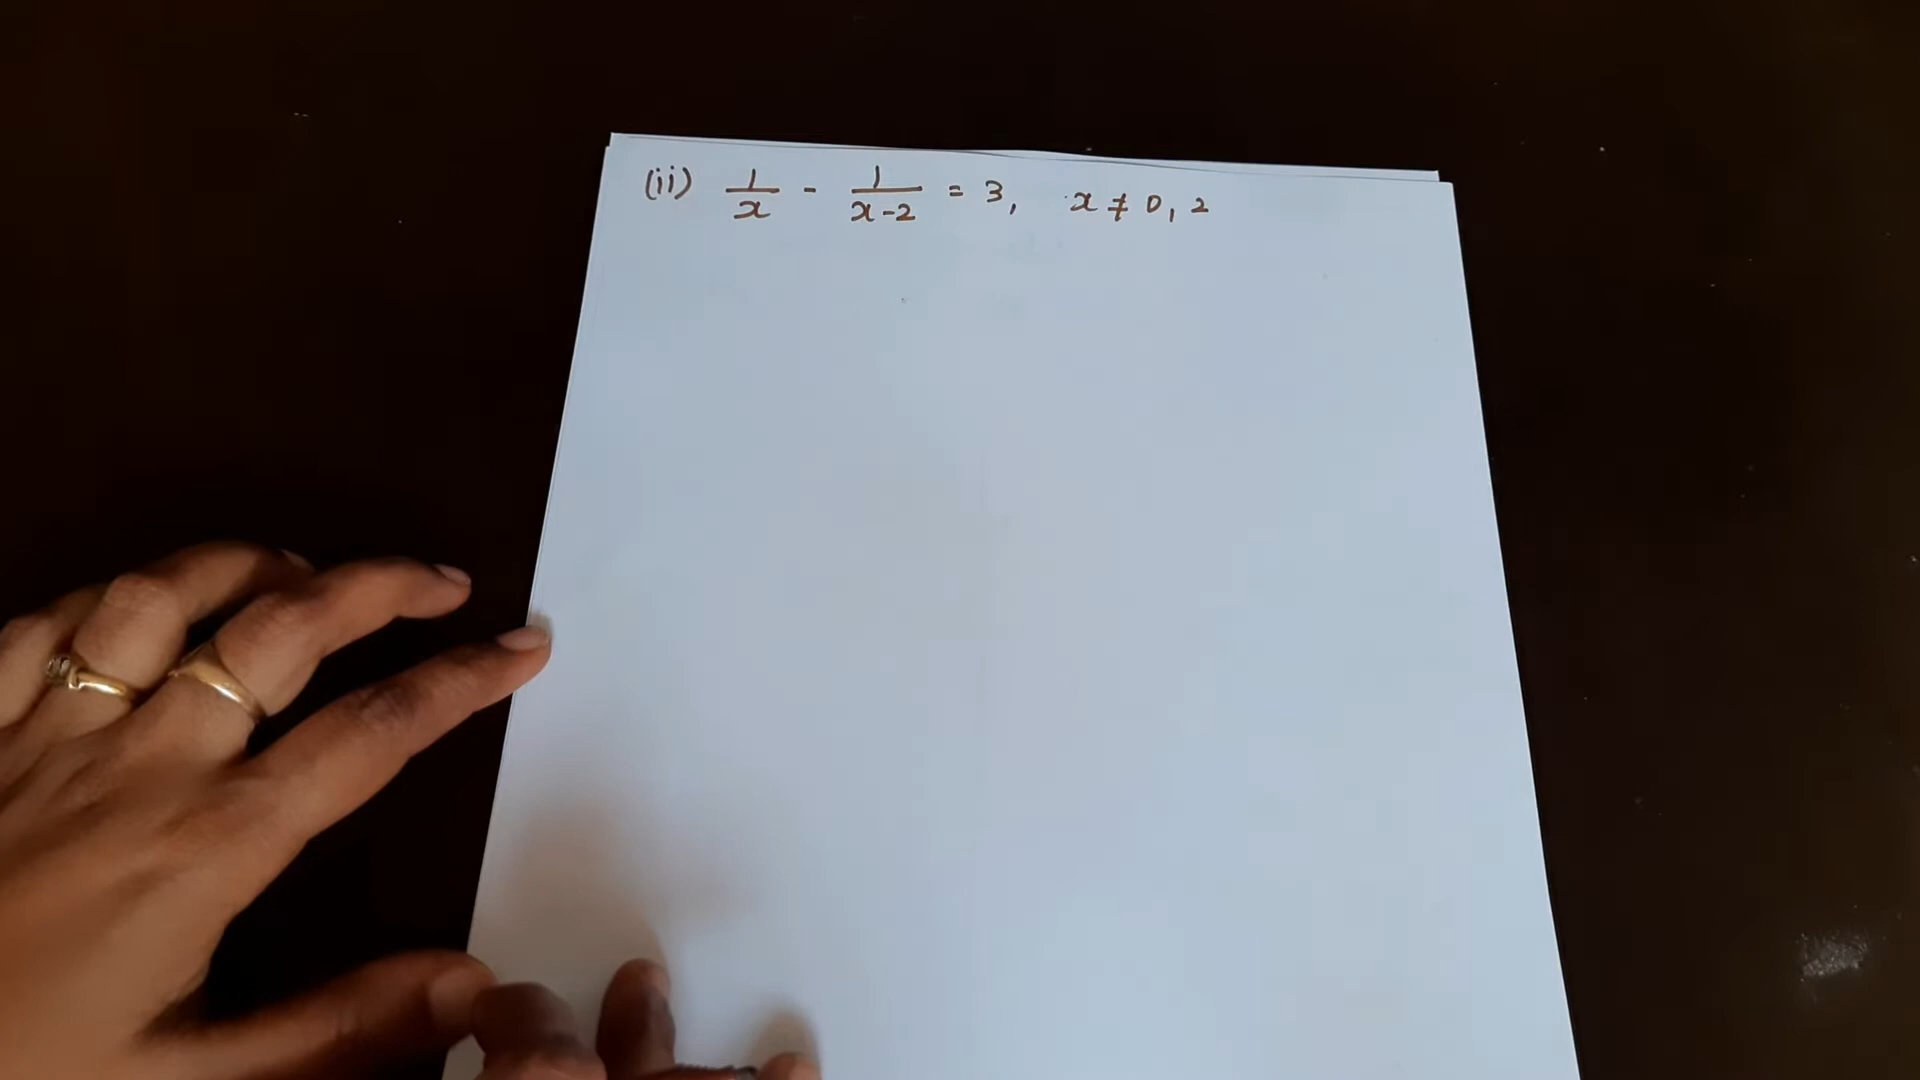 (ii) 1/x - 1/(x-2) = 3, x ≠ 0, 2